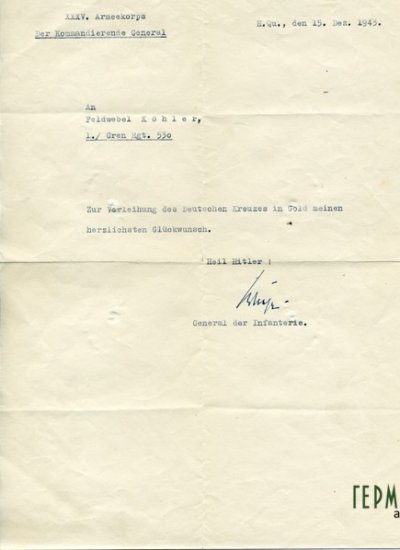 XXXV. Armeekorps
H.Qu., den 15. Dez. 1943.
Der Kommandierende General
An
Feldwebel K ö h l e r,
1./ Gren Rgt. 530
Zur Verleihung des Deutschen Kreuzes in Gold meinen
herzlichsten Glückwunsch.
Heil Hitler !
General der Infanterie.
ГЕРМ
а